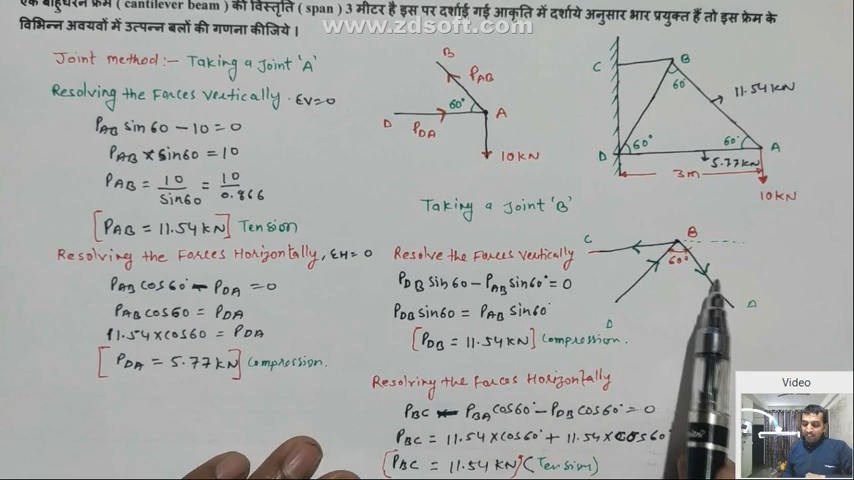 एक बाहुधरन फ्रेम ( cantilever beam ) की विस्तृति ( span ) 3 मीटर है इस पर दर्शाई गई आकृति में दर्शाये अनुसार भार प्रयुक्त हैं तो इस फ्रेम के
विभिन्न अवयवों में उत्पन्न बलों की गणना कीजिये ।
www.zdsoft.com
Joint method:- Taking a Joint 'A'
Resolving the Forces Vertically. ΣV=0
PAB sin60 - 10 = 0
PAB × sin60 = 10
PAB = 10/sin60 = 10/0.866
[PAB = 11.54 KN] Tension
Resolving the Forces Horizontally, ΣH = 0
PAB cos60° - PDA = 0
PAB cos60 = PDA
11.54 × cos60 = PDA
[PDA = 5.77 KN] Compression.
B
PAB
60°
A
D
PDA
10KN
C
B
60
11.54KN
D
60°
60°
A
5.77KN
3m
10KN
Taking a Joint 'B'
Resolve the Forces Vertically
PDB sin60 - PAB sin60° = 0
PDB sin60 = PAB sin60°
[PDB = 11.54 KN] Compression.
C
B
60°
D
A
Resolving the Forces Horizontally
PBC - PBA cos60° - PDB cos60° = 0
PBC = 11.54 × cos60° + 11.54 × cos60°
[PBC = 11.54 KN] (Tension)
Video